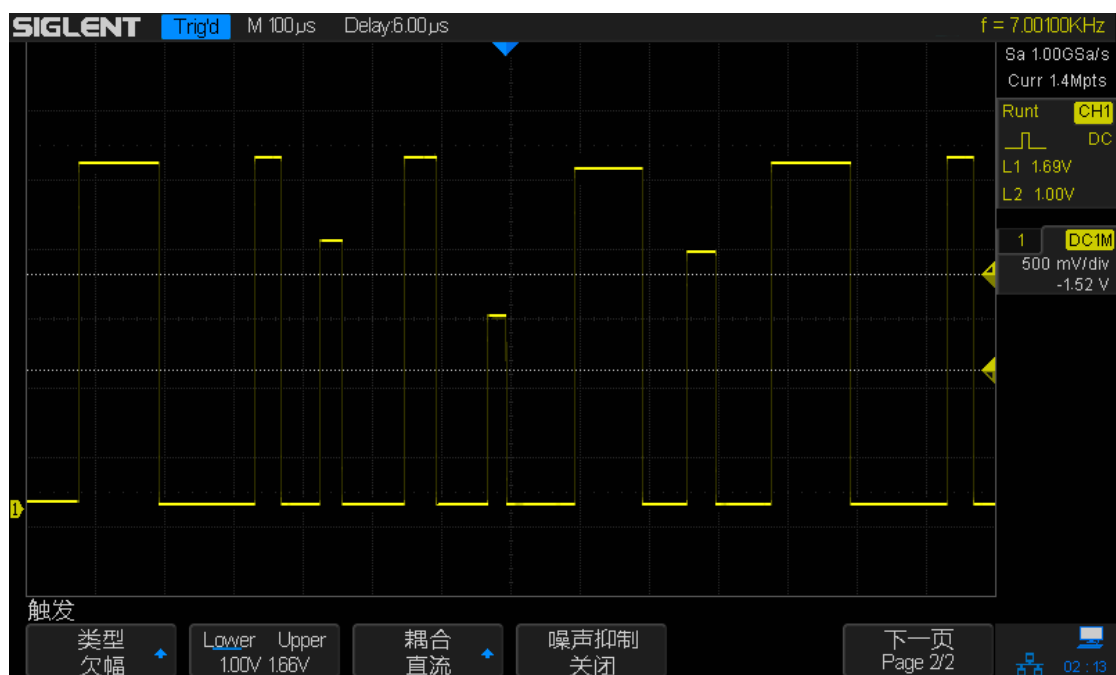 SIGLENT Trig'd M 100µs Delay:6.00µs f = 7.00100KHz
Sa 1.00GSa/s
Curr 1.4Mpts
Runt CH1
DC
L1 1.69V
L2 1.00V
1 DC1M
500 mV/div
-1.52 V
1
触发
类型
欠幅
Lower Upper
1.00V 1.66V
耦合
直流
噪声抑制
关闭
下一页
Page 2/2
02:13